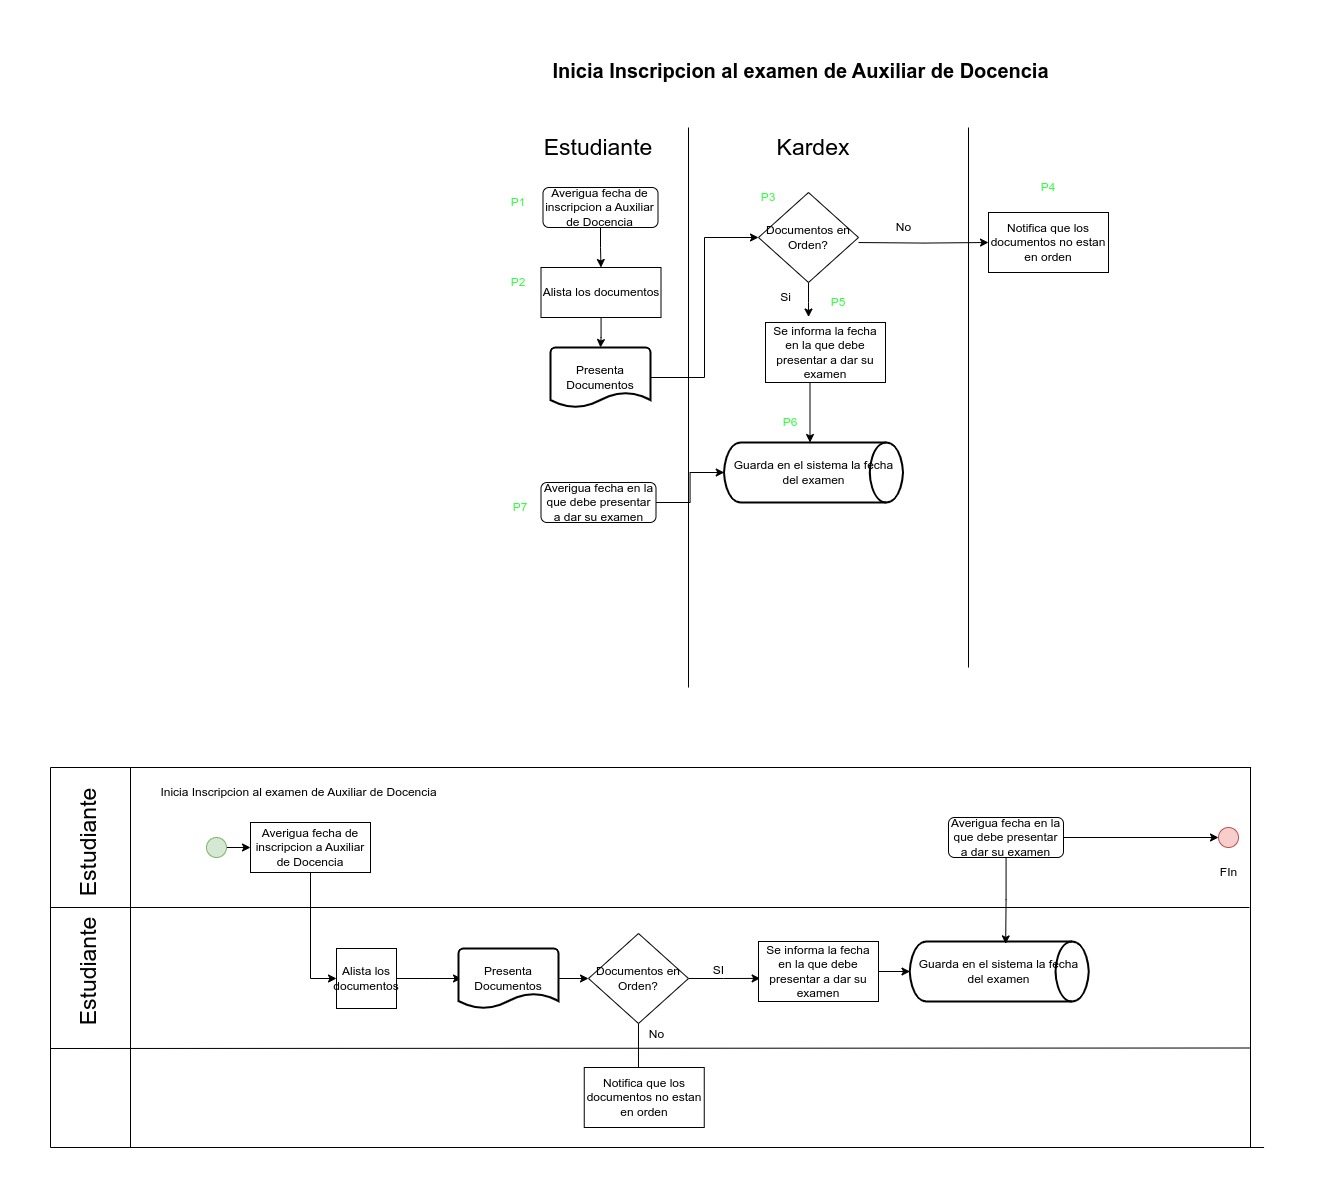 Inicia Inscripcion al examen de Auxiliar de Docencia
Estudiante
Kardex
P1
Averigua fecha de
inscripcion a Auxiliar
de Docencia
P2
Alista los documentos
Presenta
Documentos
P3
Documentos en
Orden?
No
P4
Notifica que los
documentos no estan
en orden
Si
P5
Se informa la fecha
en la que debe
presentar a dar su
examen
P6
Guarda en el sistema la fecha
del examen
P7
Averigua fecha en la
que debe presentar
a dar su examen
Estudiante
Inicia Inscripcion al examen de Auxiliar de Docencia
Averigua fecha de
inscripcion a Auxiliar
de Docencia
Averigua fecha en la
que debe presentar
a dar su examen
FIn
Estudiante
Alista los
documentos
Presenta
Documentos
Documentos en
Orden?
SI
Se informa la fecha
en la que debe
presentar a dar su
examen
Guarda en el sistema la fecha
del examen
No
Notifica que los
documentos no estan
en orden